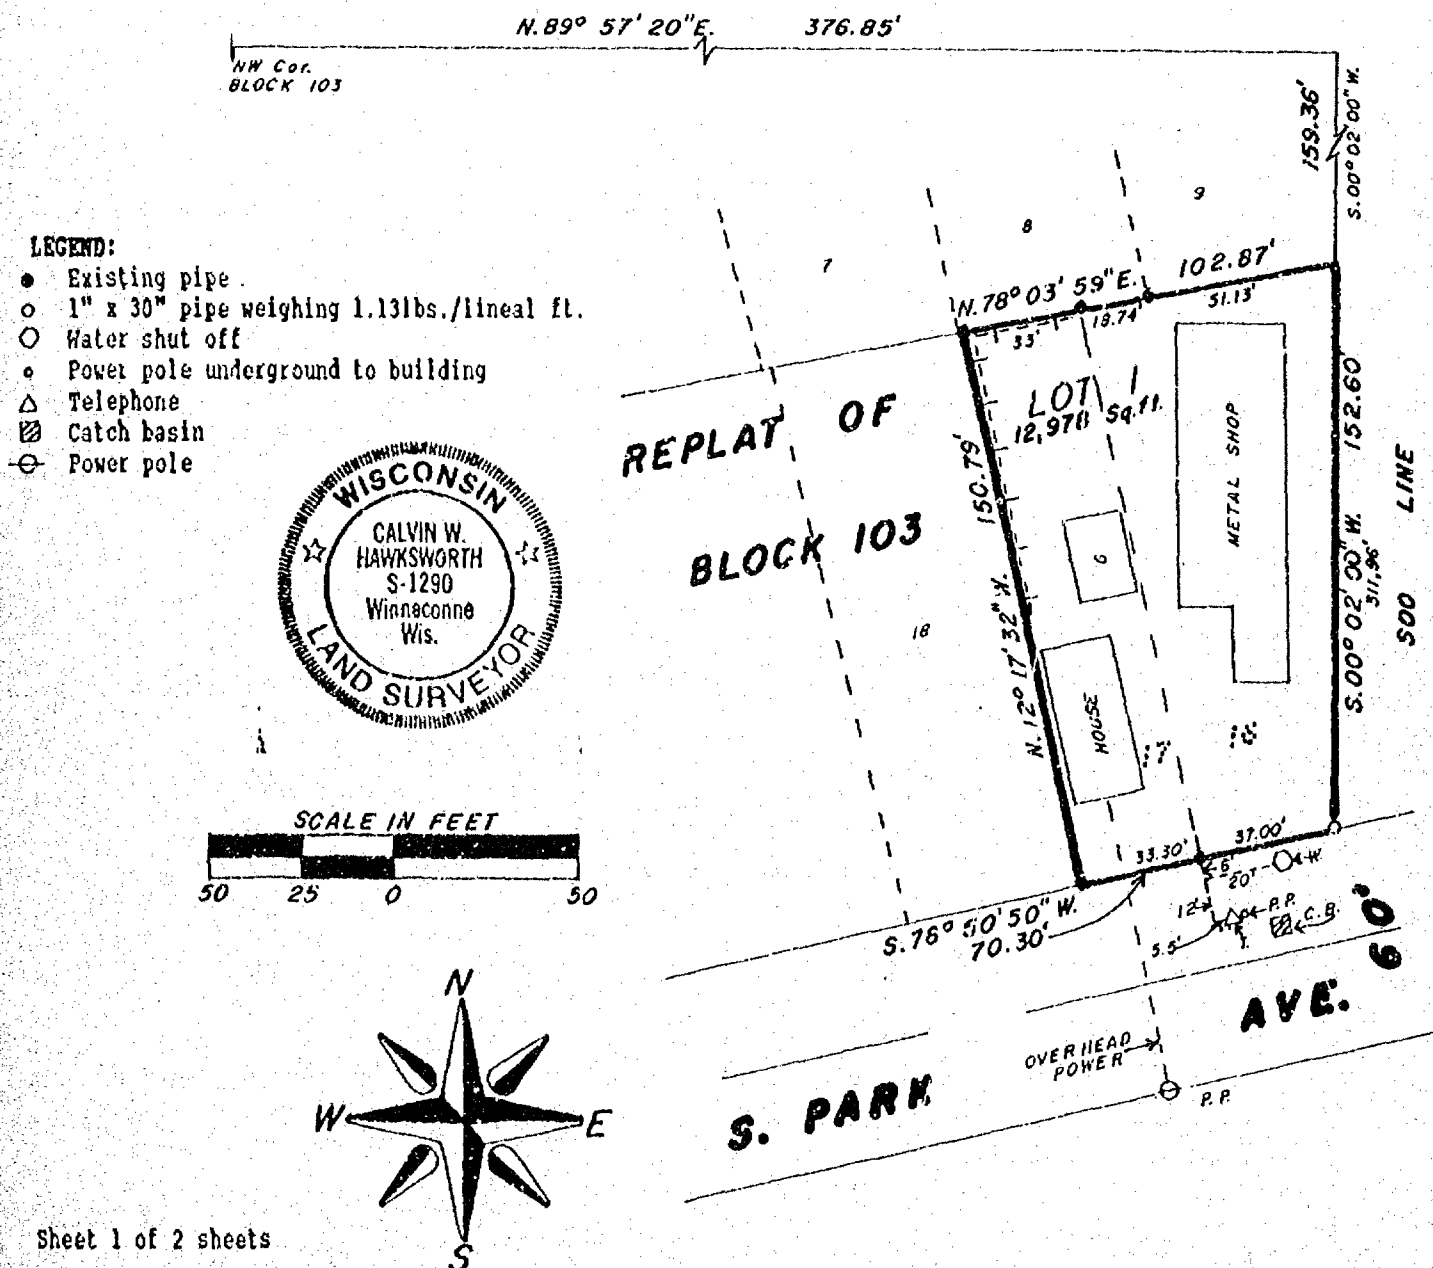 N.89° 57' 20"E. 376.85'
NW Cor.
BLOCK 103
159.36'
S.00° 02' 00" W.
LEGEND:
Existing pipe
1" x 30" pipe weighing 1.13lbs./lineal ft.
Water shut off
Power pole underground to building
Telephone
Catch basin
Power pole
7
8
9
N.78° 03' 59"E. 102.87'
33'
18.74'
51.13'
REPLAT OF
BLOCK 103
LOT 1
Sq.ft.
150.79'
N. 12° 17' 32" W.
METAL SHOP
G
HOUSE
18
17
152.60'
S.00° 02' 00" W.
311.96'
SOO LINE
WISCONSIN
CALVIN W.
HAWKSWORTH
S-1290
Winnaconne
Wis.
LAND SURVEYOR
SCALE IN FEET
50 25 0 50
33.30'
37.00'
6'
20'
W.
12'
P.P.
C.B.
5.5'
T.
S.78° 50' 50" W.
70.30'
60'
S. PARK AVE.
OVERHEAD
POWER
P.P.
N
W
E
S
Sheet 1 of 2 sheets